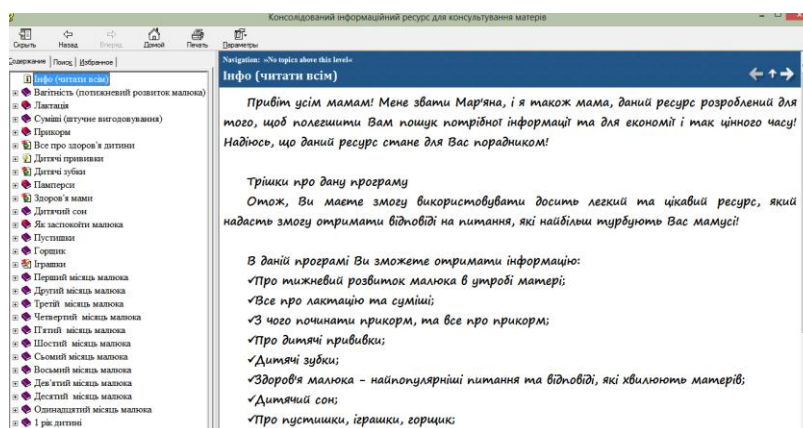 Консолідований інформаційний ресурс для консультування матерів
Скрыть Назад Вперед Домой Печать Параметры
Содержание Поиск Избранное
Інфо (читати всім)
Вагітність (потижневий розвиток малюка)
Лактація
Суміші (штучне вигодовування)
Прикорм
Все про здоров'я дитини
Дитячі прививки
Дитячі зубки
Памперси
Здоров'я мами
Дитячий сон
Як заспокоїти малюка
Пустишки
Горщик
Іграшки
Перший місяць малюка
Другий місяць малюка
Третій місяць малюка
Четвертий місяць малюка
П'ятий місяць малюка
Шостий місяць малюка
Сьомий місяць малюка
Восьмий місяць малюка
Дев'ятий місяць малюка
Десятий місяць малюка
Одинадцятий місяць малюка
1 рік дитині
Navigation: »No topics above this level«
Інфо (читати всім)
Привіт усім мамам! Мене звати Мар'яна, і я також мама, даний ресурс розроблений для
того, щоб полегшити Вам пошук потрібної інформації та для економії і так цінного часу!
Надіюсь, що даний ресурс стане для Вас порадником!
Трішки про дану програму
Отож, Ви маєте змогу використовувати досить легкий та цікавий ресурс, який
надасть змогу отримати відповіді на питання, які найбільш турбують Вас мамусі!
В даній програмі Ви зможете отримати інформацію:
✓Про тижневий розвиток малюка в утробі матері;
✓Все про лактацію та суміші;
✓З чого починати прикорм, та все про прикорм;
✓Про дитячі прививки;
✓Дитячі зубки;
✓Здоров'я малюка – найпопулярніші питання та відповіді, які хвилюють матерів;
✓Дитячий сон;
✓Про пустишки, іграшки, горщик;